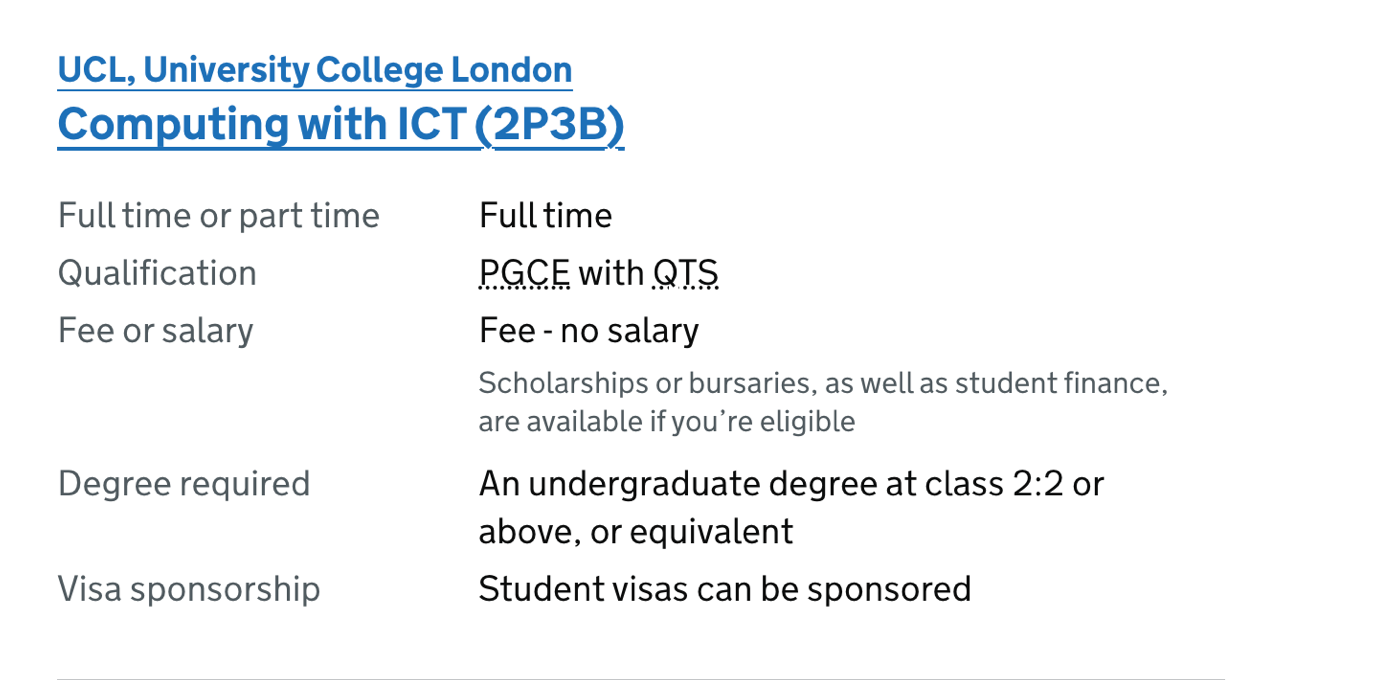 UCL, University College London
Computing with ICT (2P3B)
Full time or part time Full time
Qualification PGCE with QTS
Fee or salary Fee - no salary
Scholarships or bursaries, as well as student finance,
are available if you’re eligible
Degree required An undergraduate degree at class 2:2 or
above, or equivalent
Visa sponsorship Student visas can be sponsored